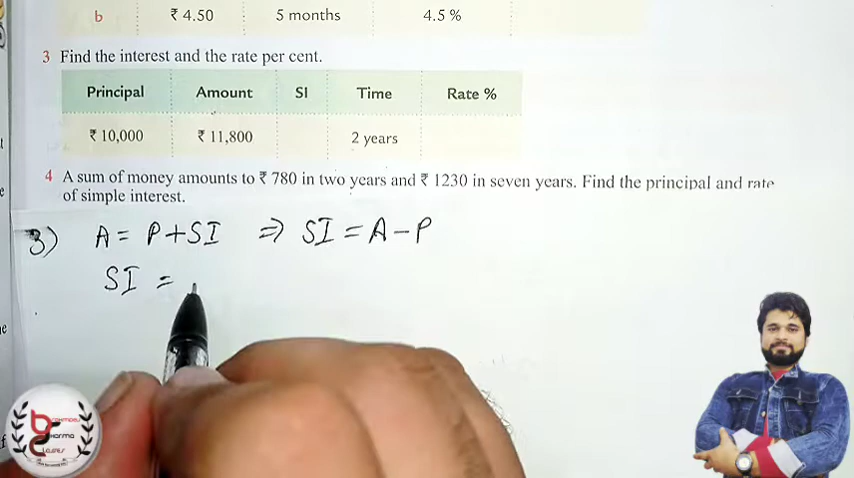 b ₹ 4.50 5 months 4.5 %
3 Find the interest and the rate per cent.
Principal Amount SI Time Rate %
₹ 10,000 ₹ 11,800 2 years
4 A sum of money amounts to ₹ 780 in two years and ₹ 1230 in seven years. Find the principal and rate
of simple interest.
3) A = P+SI ⇒ SI = A-P
SI =